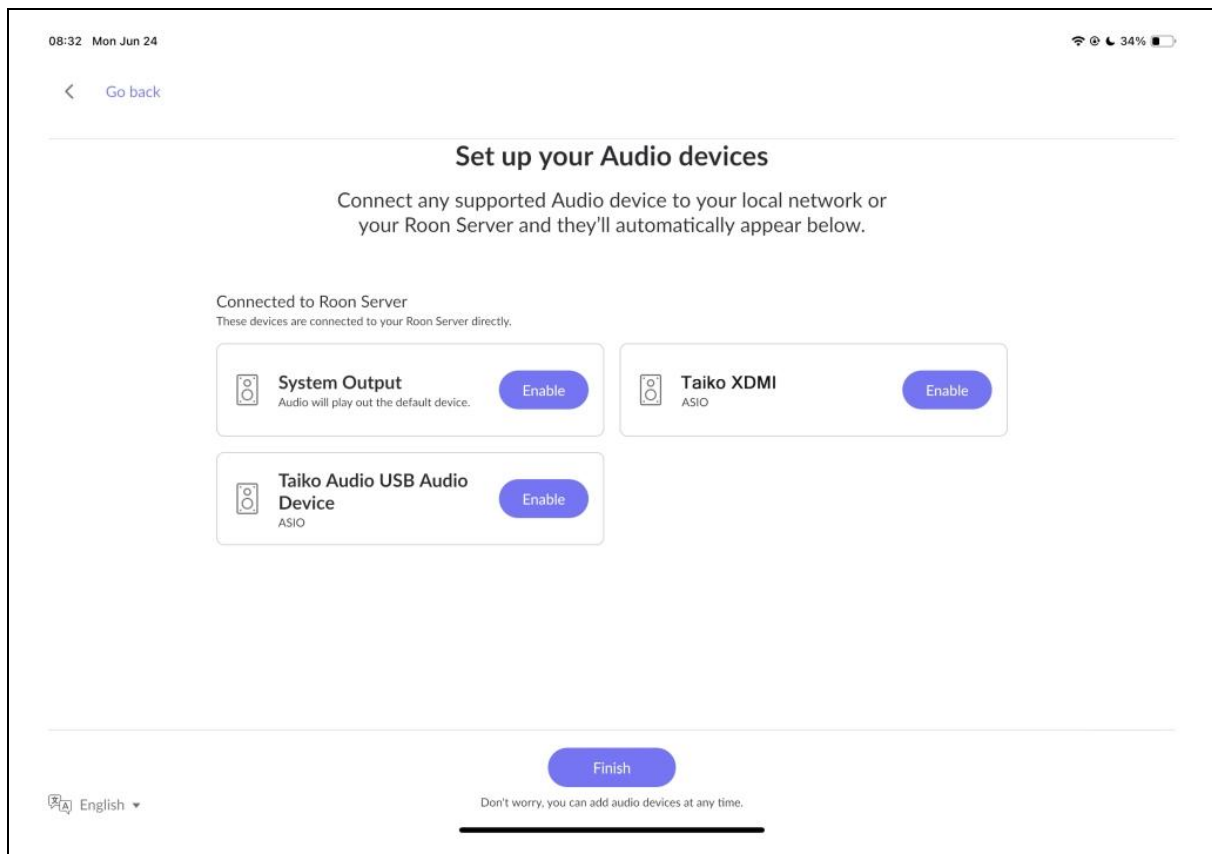 08:32 Mon Jun 24
34%
Go back
Set up your Audio devices
Connect any supported Audio device to your local network or
your Roon Server and they'll automatically appear below.
Connected to Roon Server
These devices are connected to your Roon Server directly.
System Output
Audio will play out the default device.
Enable
Taiko XDMI
ASIO
Enable
Taiko Audio USB Audio
Device
ASIO
Enable
Finish
Don't worry, you can add audio devices at any time.
文A English